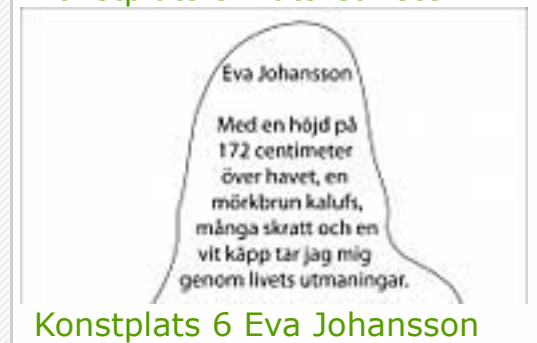 Eva Johansson
Med en höjd på
172 centimeter
över havet, en
mörkbrun kalufs,
många skratt och en
vit käpp tar jag mig
genom livets utmaningar.
Konstplats 6 Eva Johansson